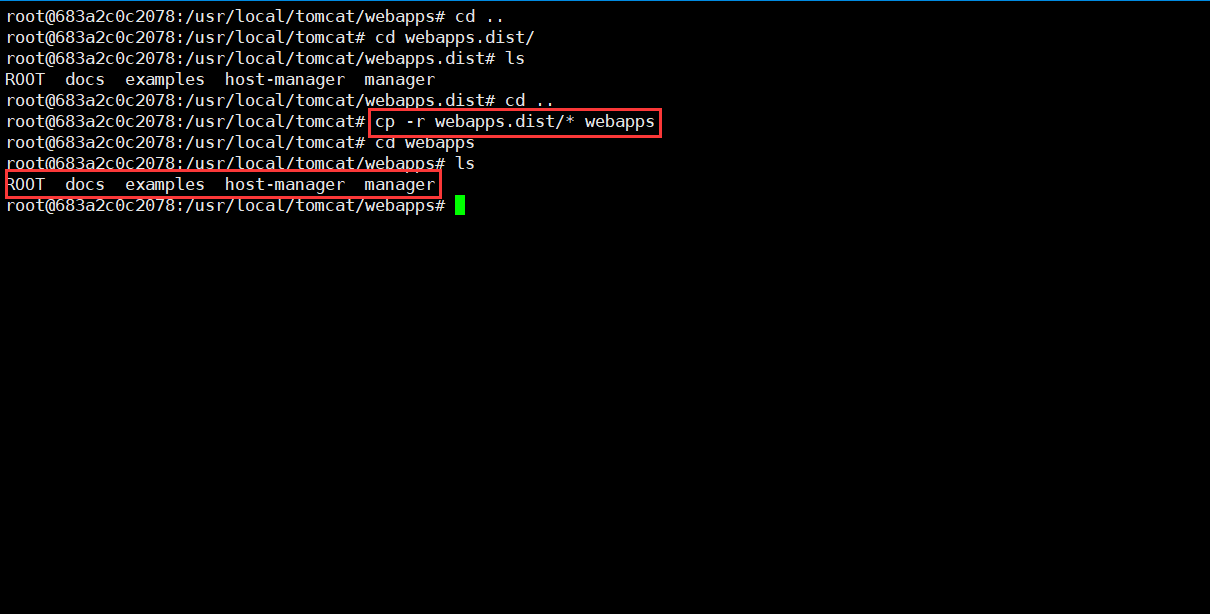 root@683a2c0c2078:/usr/local/tomcat/webapps# cd ..
root@683a2c0c2078:/usr/local/tomcat# cd webapps.dist/
root@683a2c0c2078:/usr/local/tomcat/webapps.dist# ls
ROOT  docs  examples  host-manager  manager
root@683a2c0c2078:/usr/local/tomcat/webapps.dist# cd ..
root@683a2c0c2078:/usr/local/tomcat# cp -r webapps.dist/* webapps
root@683a2c0c2078:/usr/local/tomcat# cd webapps
root@683a2c0c2078:/usr/local/tomcat/webapps# ls
ROOT  docs  examples  host-manager  manager
root@683a2c0c2078:/usr/local/tomcat/webapps#